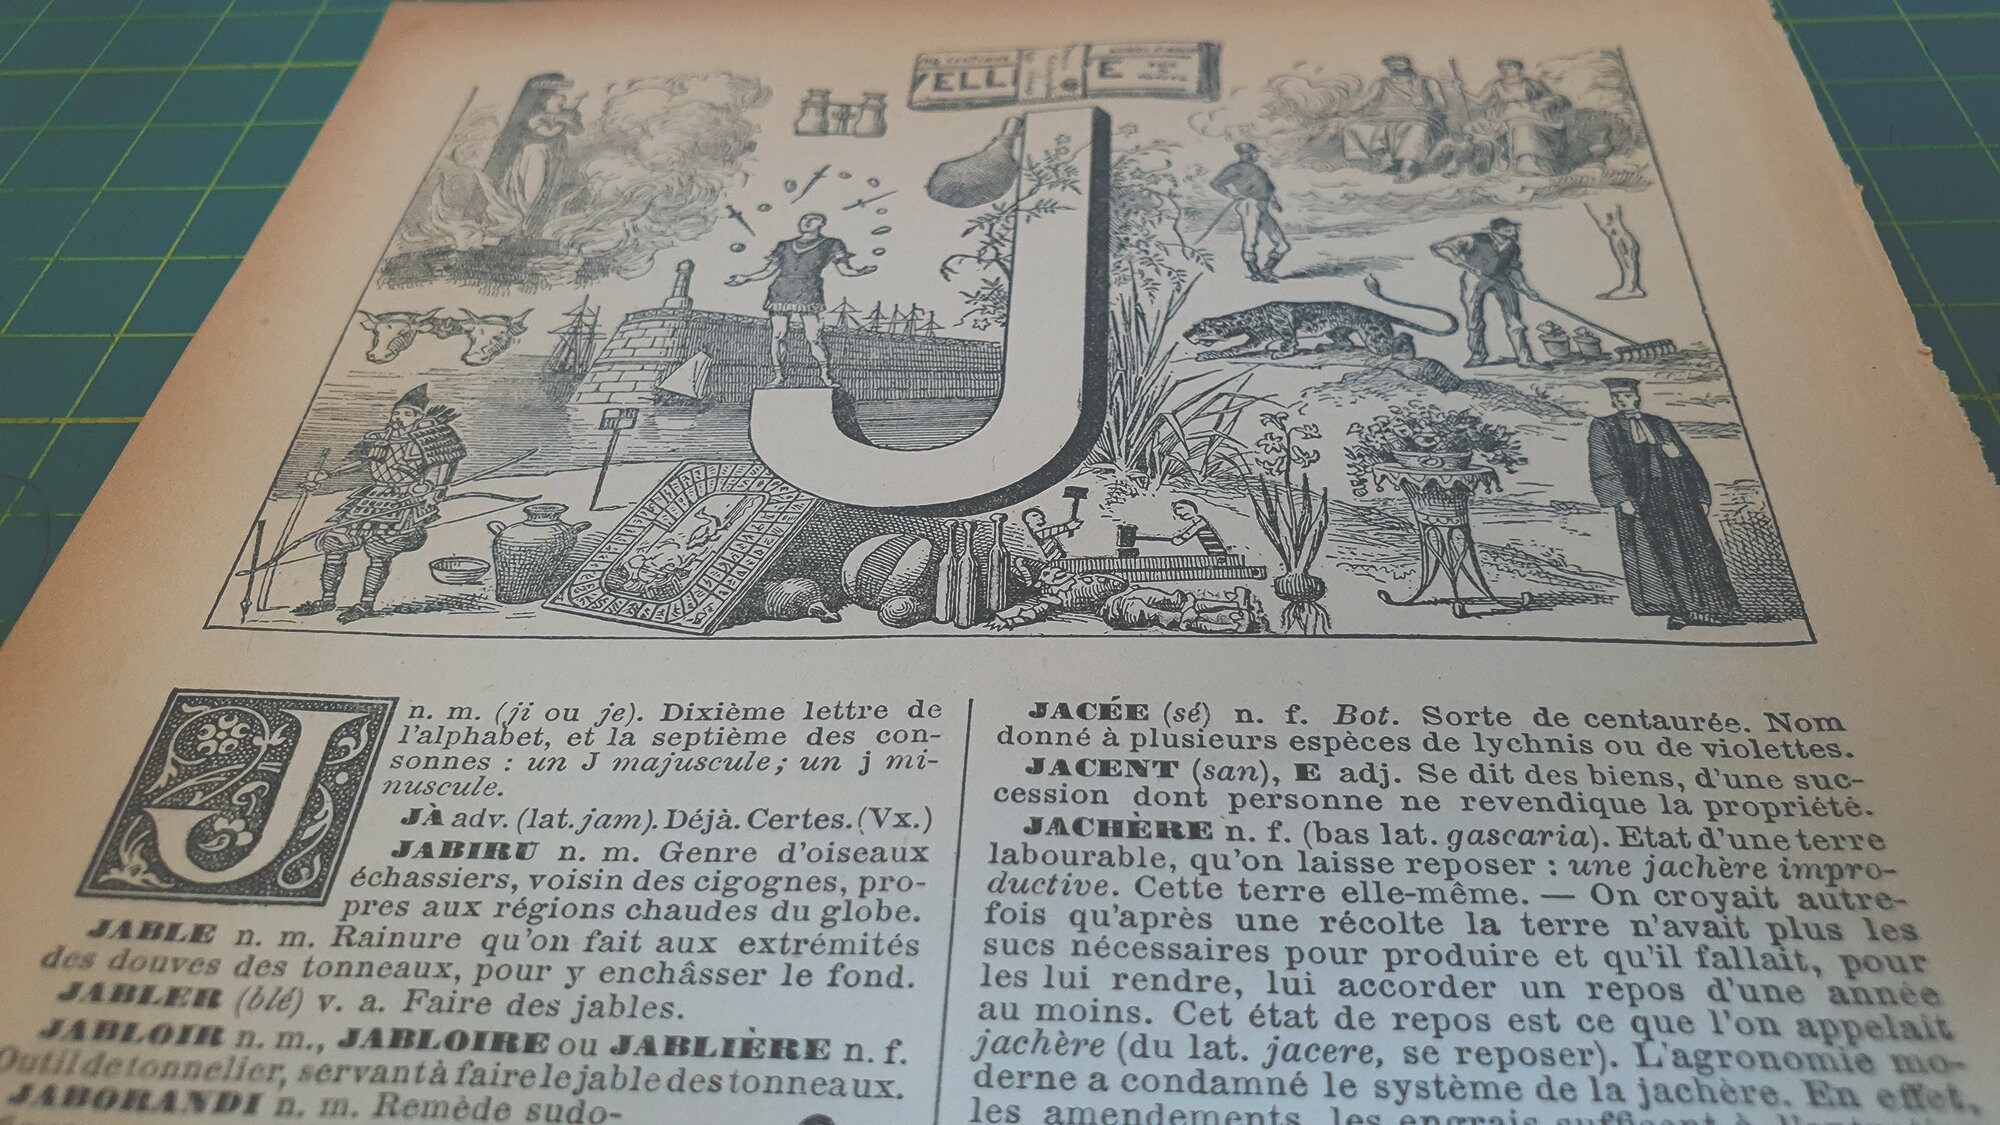 ELL
E
J
J
n. m. (ji ou je). Dixième lettre de
l'alphabet, et la septième des con-
sonnes : un J majuscule; un j mi-
nuscule.
JÀ adv. (lat. jam). Déjà. Certes. (Vx.)
JABIRU n. m. Genre d'oiseaux
échassiers, voisin des cigognes, pro-
pres aux régions chaudes du globe.
JABLE n. m. Rainure qu'on fait aux extrémités
des douves des tonneaux, pour y enchâsser le fond.
JABLER (blé) v. a. Faire des jables.
JABLOIR n. m., JABLOIRE ou JABLIÈRE n. f.
Outil de tonnelier, servant à faire le jable des tonneaux.
JABORANDI n. m. Remède sudo-
JACÉE (sé) n. f. Bot. Sorte de centaurée. Nom
donné à plusieurs espèces de lychnis ou de violettes.
JACENT (san), E adj. Se dit des biens, d'une suc-
cession dont personne ne revendique la propriété.
JACHÈRE n. f. (bas lat. gascaria). Etat d'une terre
labourable, qu'on laisse reposer : une jachère impro-
ductive. Cette terre elle-même. — On croyait autre-
fois qu'après une récolte la terre n'avait plus les
sucs nécessaires pour produire et qu'il fallait, pour
les lui rendre, lui accorder un repos d'une année
au moins. Cet état de repos est ce que l'on appelait
jachère (du lat. jacere, se reposer). L'agronomie mo-
derne a condamné le système de la jachère. En effet,
les amendements, les engrais suffisent à